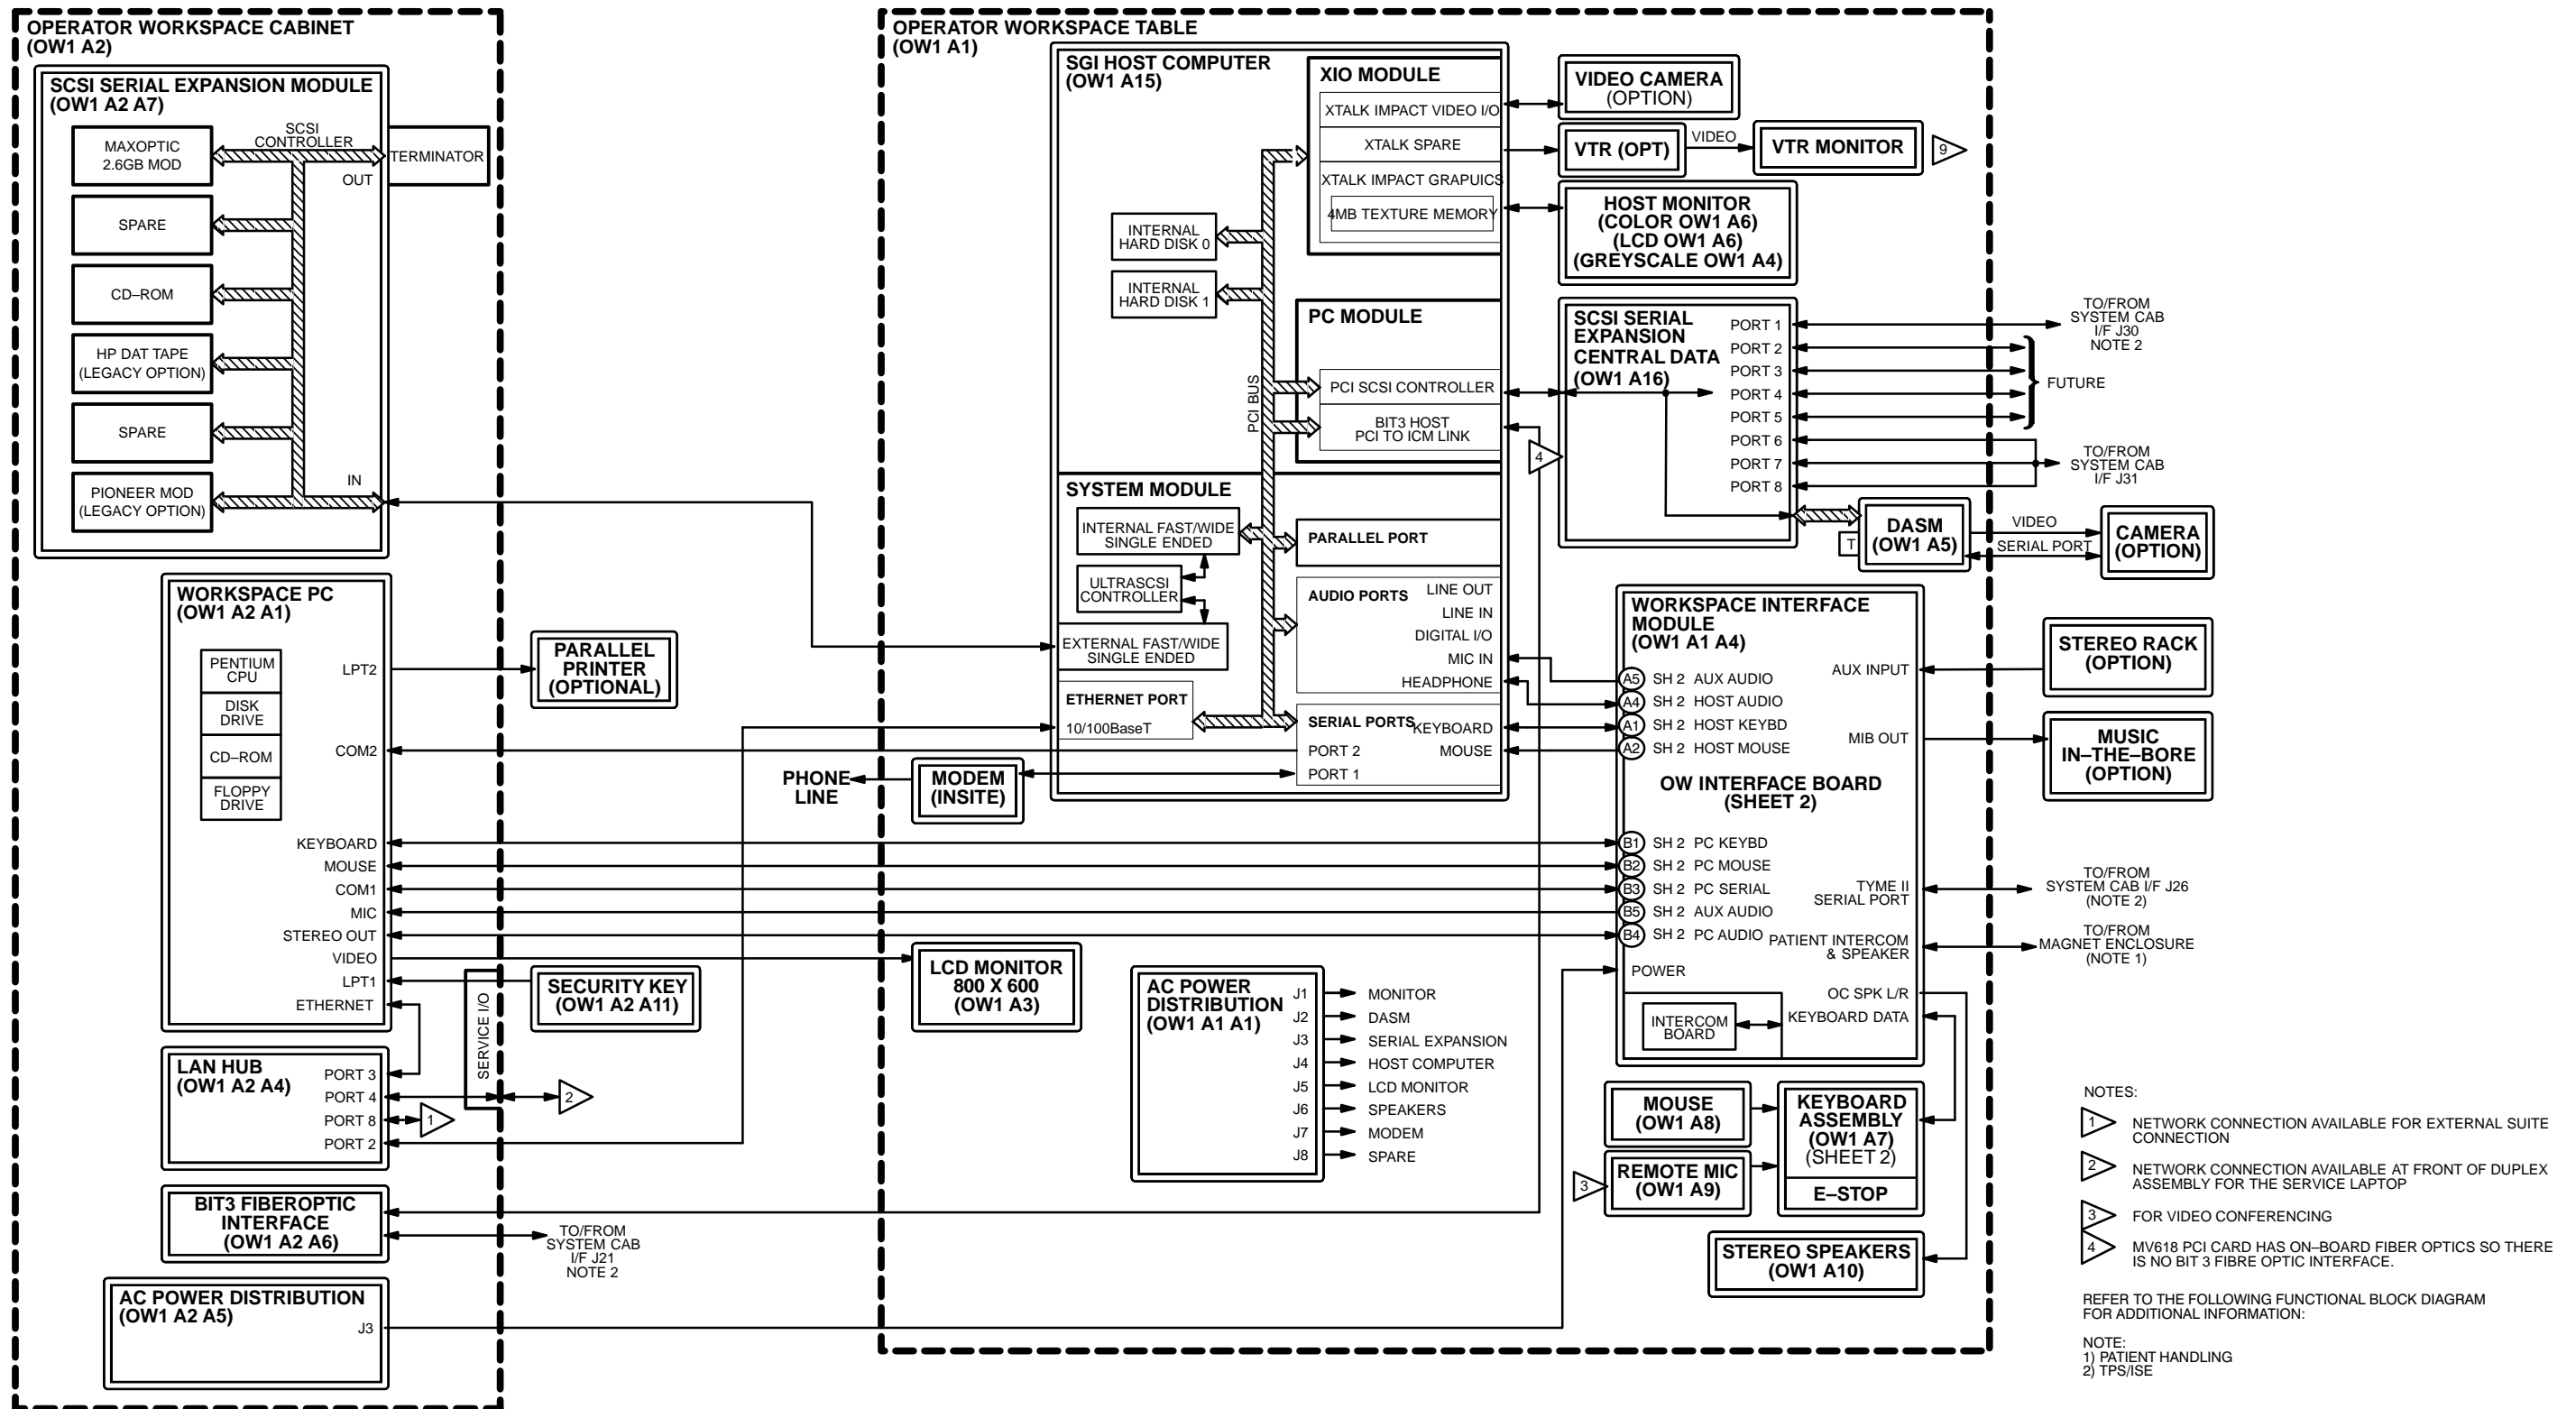 OPERATOR WORKSPACE CABINET
(OW1 A2)
SCSI SERIAL EXPANSION MODULE
(OW1 A2 A7)
MAXOPTIC
2.6GB MOD
SCSI
CONTROLLER
TERMINATOR
OUT
SPARE
CD–ROM
HP DAT TAPE
(LEGACY OPTION)
SPARE
IN
PIONEER MOD
(LEGACY OPTION)
WORKSPACE PC
(OW1 A2 A1)
PENTIUM
CPU
DISK
DRIVE
CD–ROM
FLOPPY
DRIVE
LPT2
COM2
KEYBOARD
MOUSE
COM1
MIC
STEREO OUT
VIDEO
LPT1
ETHERNET
PARALLEL
PRINTER
(OPTIONAL)
SERVICE I/O
SECURITY KEY
(OW1 A2 A11)
LAN HUB
(OW1 A2 A4)
PORT 3
PORT 4
PORT 8
PORT 2
1
2
BIT3 FIBEROPTIC
INTERFACE
(OW1 A2 A6)
TO/FROM
SYSTEM CAB
I/F J21
NOTE 2
AC POWER DISTRIBUTION
(OW1 A2 A5)
J3
OPERATOR WORKSPACE TABLE
(OW1 A1)
SGI HOST COMPUTER
(OW1 A15)
XIO MODULE
XTALK IMPACT VIDEO I/O
XTALK SPARE
XTALK IMPACT GRAPUICS
4MB TEXTURE MEMORY
INTERNAL
HARD DISK 0
INTERNAL
HARD DISK 1
PCI BUS
PC MODULE
PCI SCSI CONTROLLER
BIT3 HOST
PCI TO ICM LINK
SYSTEM MODULE
INTERNAL FAST/WIDE
SINGLE ENDED
ULTRASCSI
CONTROLLER
EXTERNAL FAST/WIDE
SINGLE ENDED
ETHERNET PORT
10/100BaseT
PARALLEL PORT
AUDIO PORTS
LINE OUT
LINE IN
DIGITAL I/O
MIC IN
HEADPHONE
SERIAL PORTS
KEYBOARD
MOUSE
PORT 2
PORT 1
PHONE
LINE
MODEM
(INSITE)
LCD MONITOR
800 X 600
(OW1 A3)
AC POWER
DISTRIBUTION
(OW1 A1 A1)
J1 MONITOR
J2 DASM
J3 SERIAL EXPANSION
J4 HOST COMPUTER
J5 LCD MONITOR
J6 SPEAKERS
J7 MODEM
J8 SPARE
VIDEO CAMERA
(OPTION)
VTR (OPT)
VIDEO
VTR MONITOR
9
HOST MONITOR
(COLOR OW1 A6)
(LCD OW1 A6)
(GREYSCALE OW1 A4)
SCSI SERIAL
EXPANSION
CENTRAL DATA
(OW1 A16)
PORT 1
PORT 2
PORT 3
PORT 4
PORT 5
PORT 6
PORT 7
PORT 8
4
TO/FROM
SYSTEM CAB
I/F J30
NOTE 2
FUTURE
TO/FROM
SYSTEM CAB
I/F J31
T
DASM
(OW1 A5)
VIDEO
SERIAL PORT
CAMERA
(OPTION)
WORKSPACE INTERFACE
MODULE
(OW1 A1 A4)
A5 SH 2 AUX AUDIO
A4 SH 2 HOST AUDIO
A1 SH 2 HOST KEYBD
A2 SH 2 HOST MOUSE
AUX INPUT
MIB OUT
OW INTERFACE BOARD
(SHEET 2)
B1 SH 2 PC KEYBD
B2 SH 2 PC MOUSE
B3 SH 2 PC SERIAL
B5 SH 2 AUX AUDIO
B4 SH 2 PC AUDIO
TYME II
SERIAL PORT
PATIENT INTERCOM
& SPEAKER
POWER
OC SPK L/R
KEYBOARD DATA
INTERCOM
BOARD
STEREO RACK
(OPTION)
MUSIC
IN–THE–BORE
(OPTION)
TO/FROM
SYSTEM CAB I/F J26
(NOTE 2)
TO/FROM
MAGNET ENCLOSURE
(NOTE 1)
MOUSE
(OW1 A8)
3
REMOTE MIC
(OW1 A9)
KEYBOARD
ASSEMBLY
(OW1 A7)
(SHEET 2)
E–STOP
STEREO SPEAKERS
(OW1 A10)
NOTES:
1 NETWORK CONNECTION AVAILABLE FOR EXTERNAL SUITE
CONNECTION
2 NETWORK CONNECTION AVAILABLE AT FRONT OF DUPLEX
ASSEMBLY FOR THE SERVICE LAPTOP
3 FOR VIDEO CONFERENCING
4 MV618 PCI CARD HAS ON–BOARD FIBER OPTICS SO THERE
IS NO BIT 3 FIBRE OPTIC INTERFACE.
REFER TO THE FOLLOWING FUNCTIONAL BLOCK DIAGRAM
FOR ADDITIONAL INFORMATION:
NOTE:
1) PATIENT HANDLING
2) TPS/ISE